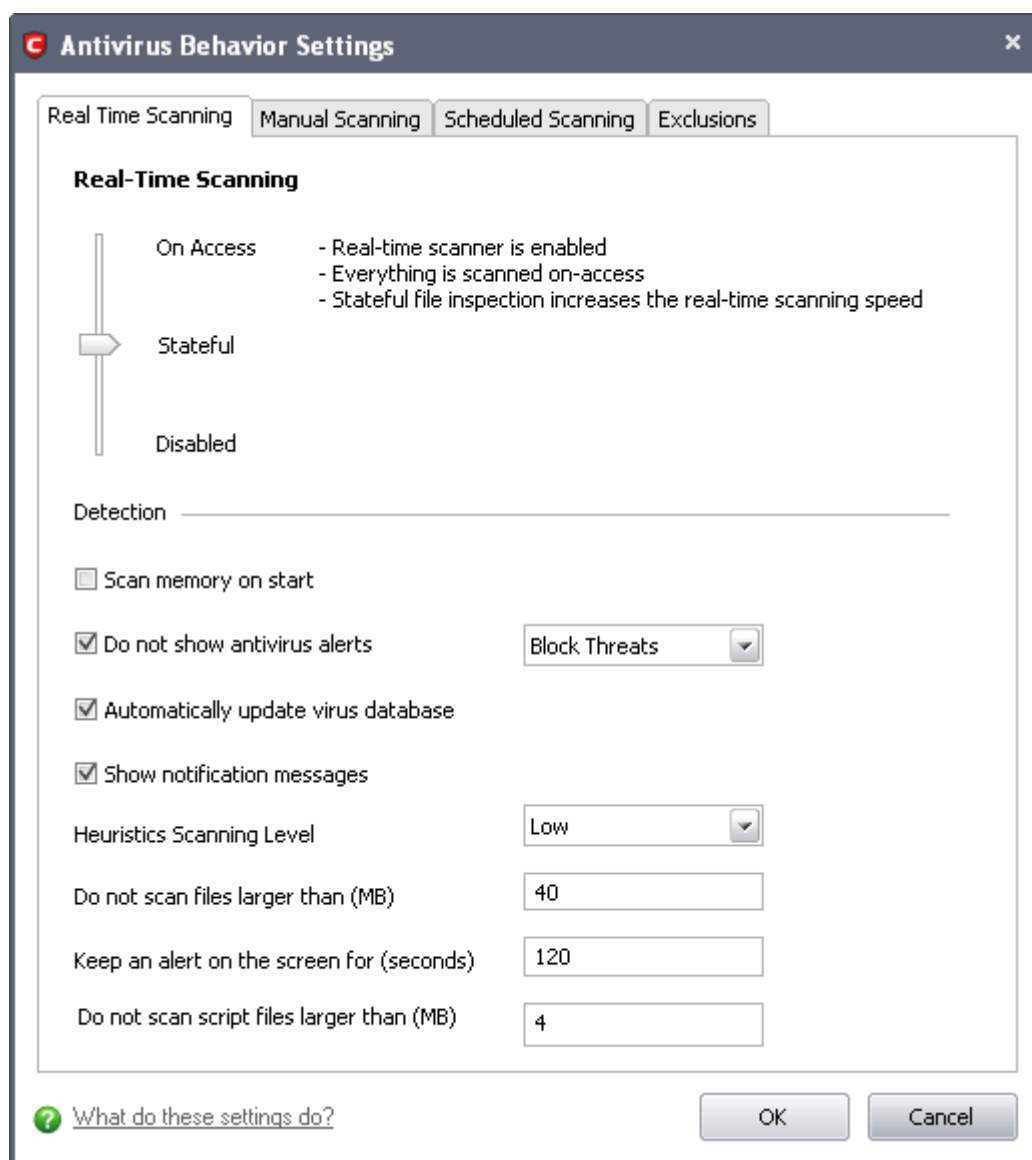 Antivirus Behavior Settings
Real Time Scanning
Manual Scanning
Scheduled Scanning
Exclusions
Real-Time Scanning
On Access
- Real-time scanner is enabled
- Everything is scanned on-access
- Stateful file inspection increases the real-time scanning speed
Stateful
Disabled
Detection
Scan memory on start
Do not show antivirus alerts
Block Threats
Automatically update virus database
Show notification messages
Heuristics Scanning Level
Low
Do not scan files larger than (MB)
40
Keep an alert on the screen for (seconds)
120
Do not scan script files larger than (MB)
4
What do these settings do?
OK
Cancel